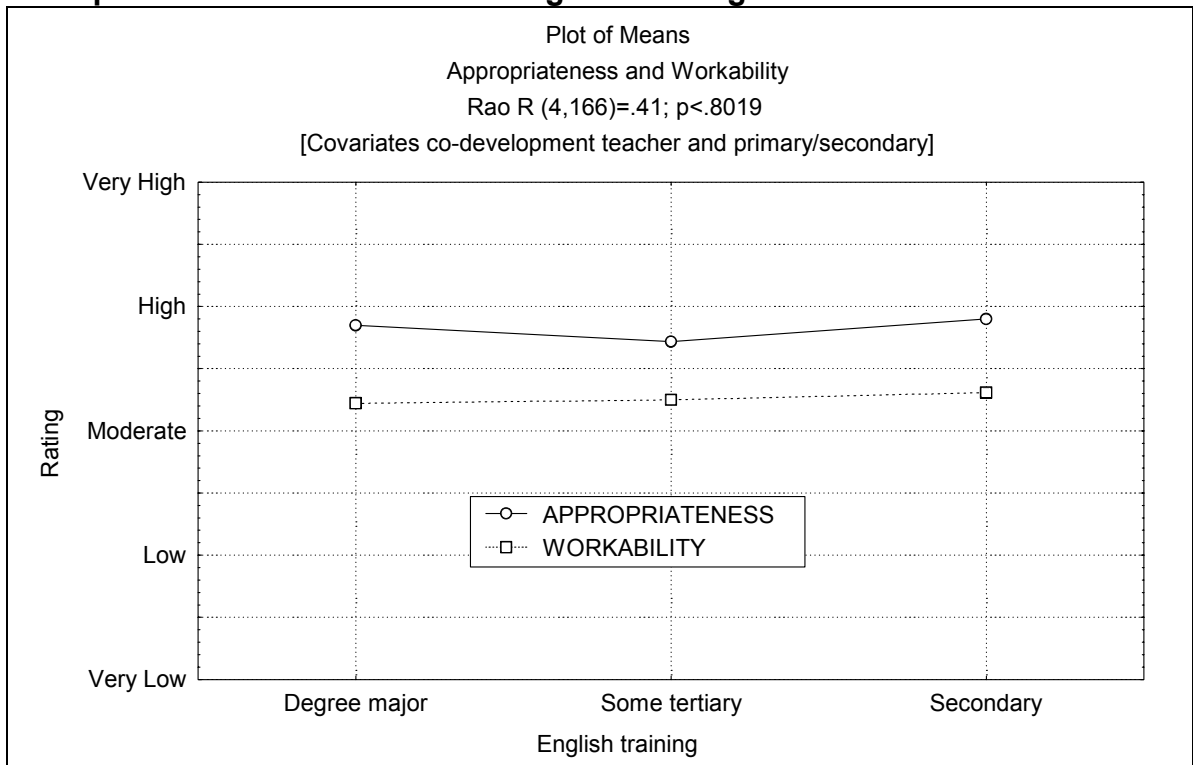 Plot of Means
Appropriateness and Workability
Rao R (4,166)=.41; p<.8019
[Covariates co-development teacher and primary/secondary]
Very High
High
Moderate
Low
Very Low
Rating
APPROPRIATENESS
WORKABILITY
Degree major Some tertiary Secondary
English training